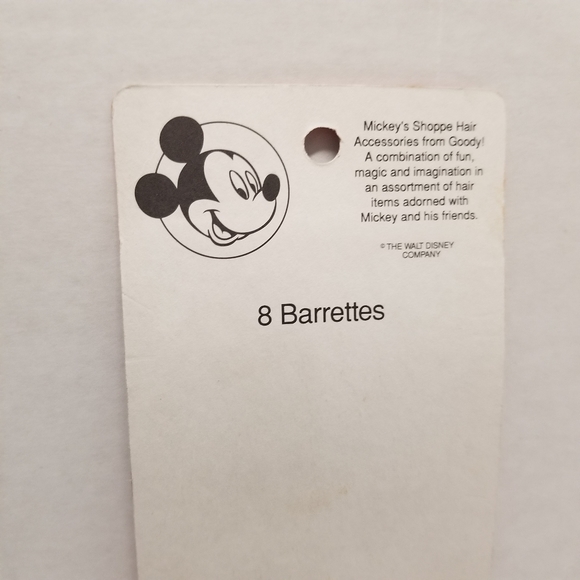 Mickey's Shoppe Hair
Accessories from Goody!
A combination of fun,
magic and imagination in
an assortment of hair
items adorned with
Mickey and his friends.
© THE WALT DISNEY
COMPANY
8 Barrettes